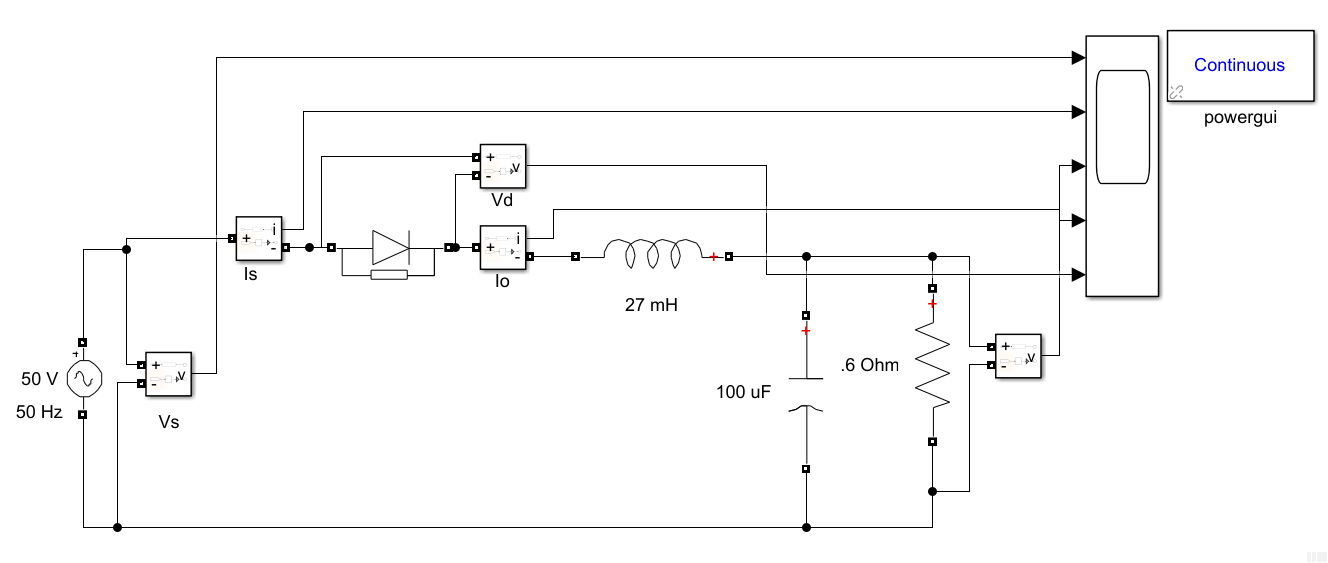 Continuous
powergui
+
-
v
Vd
i
+
-
Is
+
i
-
Io
+
27 mH
+
+
50 V
50 Hz
+
+
-
v
Vs
100 uF
.6 Ohm
+
-
v